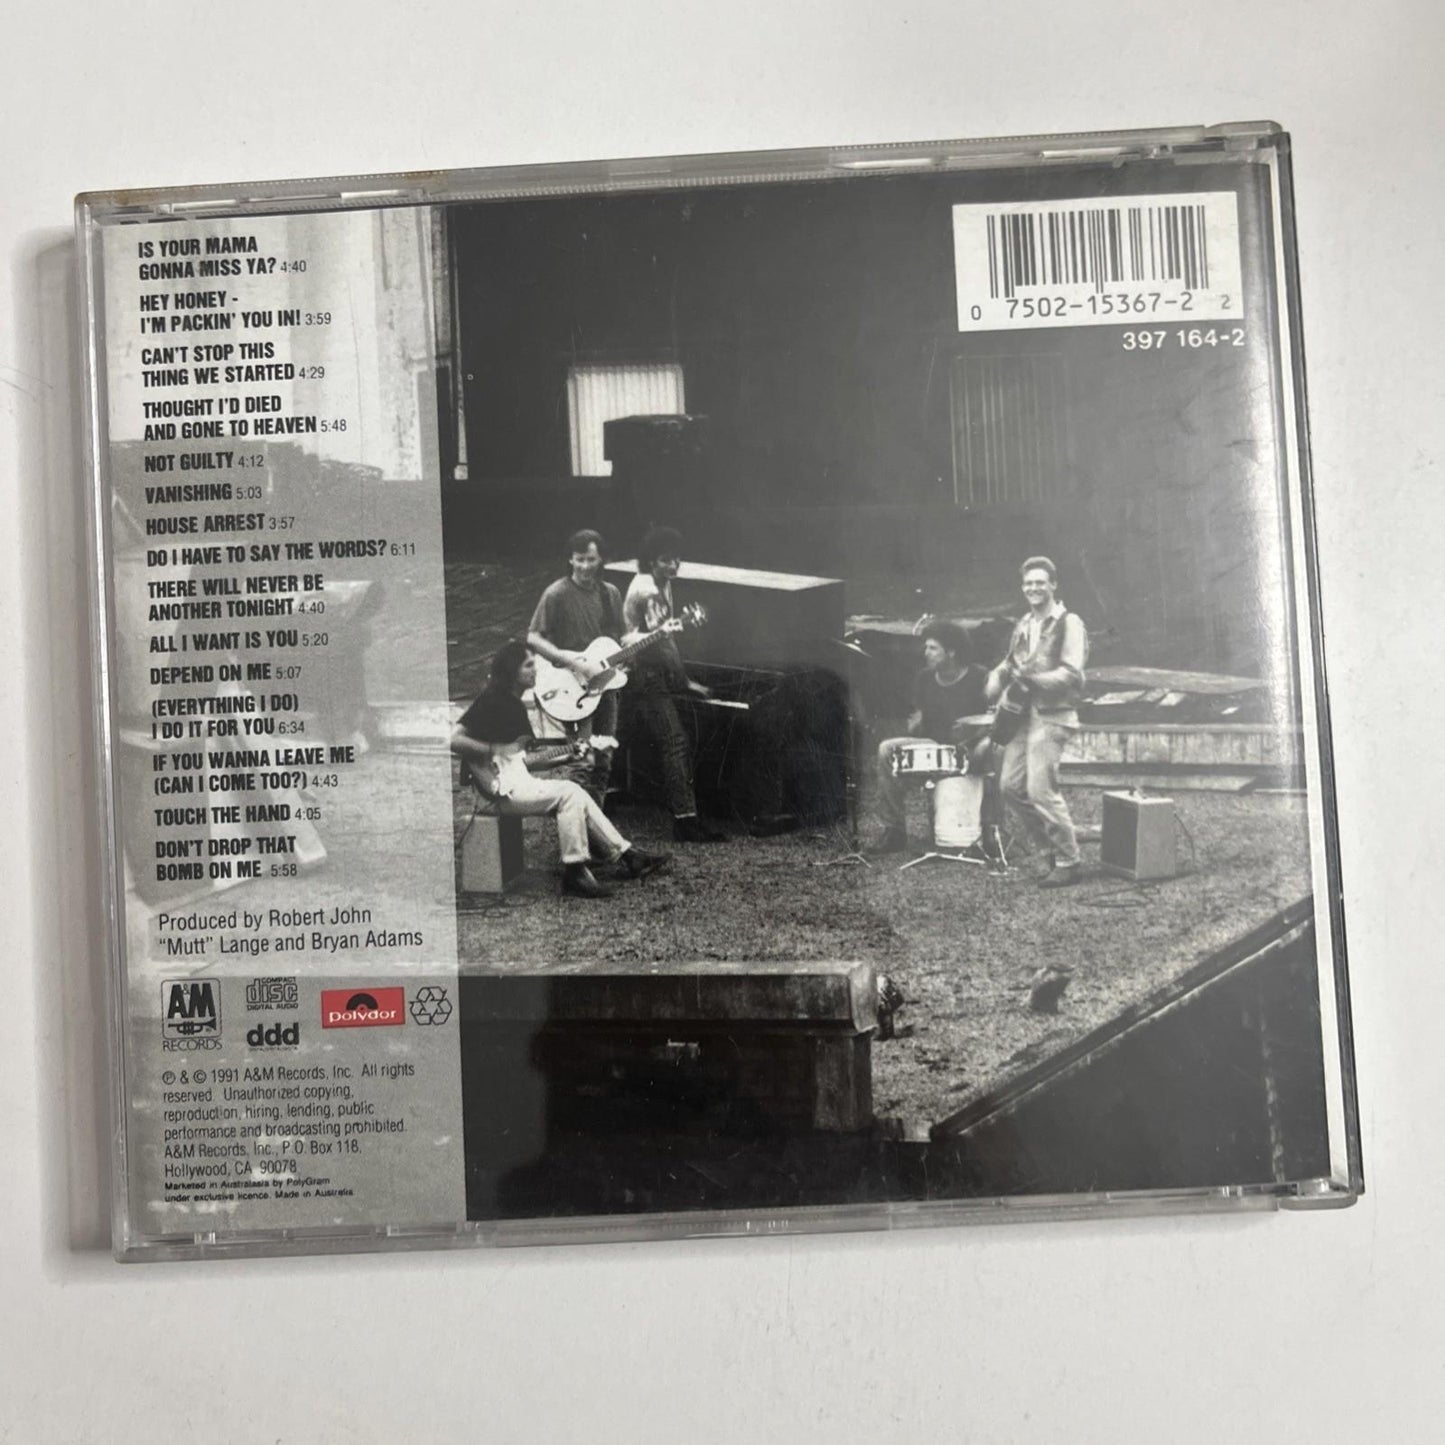 IS YOUR MAMA
GONNA MISS YA? 4:40
HEY HONEY -
I'M PACKIN' YOU IN! 3:59
CAN'T STOP THIS
THING WE STARTED 4:29
THOUGHT I'D DIED
AND GONE TO HEAVEN 5:48
NOT GUILTY 4:12
VANISHING 5:03
HOUSE ARREST 3:57
DO I HAVE TO SAY THE WORDS? 6:11
THERE WILL NEVER BE
ANOTHER TONIGHT 4:40
ALL I WANT IS YOU 5:20
DEPEND ON ME 5:07
(EVERYTHING I DO)
I DO IT FOR YOU 6:34
IF YOU WANNA LEAVE ME
(CAN I COME TOO?) 4:43
TOUCH THE HAND 4:05
DON'T DROP THAT
BOMB ON ME 5:58
Produced by Robert John
"Mutt" Lange and Bryan Adams
A&M
RECORDS
COMPACT
disc
DIGITAL AUDIO
ddd
polydor
℗ & © 1991 A&M Records, Inc. All rights
reserved. Unauthorized copying,
reproduction, hiring, lending, public
performance and broadcasting prohibited.
A&M Records, Inc., P.O. Box 118,
Hollywood, CA 90078
Marketed in Australasia by PolyGram
under exclusive licence. Made in Australia
0 7502-15367-2 2
397 164-2